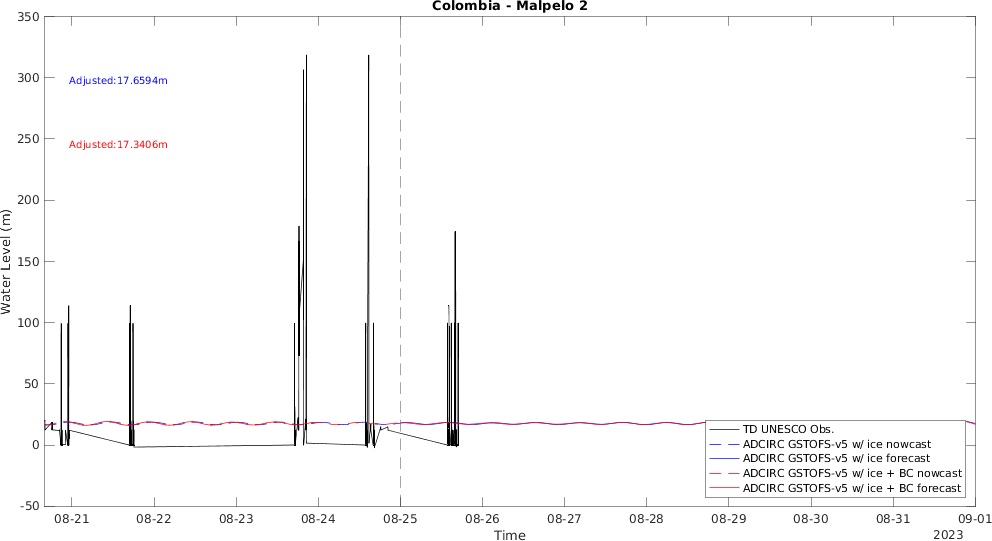 Colombia - Malpelo 2
350
300
250
200
150
100
50
0
-50
Water Level (m)
Adjusted:17.6594m
Adjusted:17.3406m
TD UNESCO Obs.
ADCIRC GSTOFS-v5 w/ ice nowcast
ADCIRC GSTOFS-v5 w/ ice forecast
ADCIRC GSTOFS-v5 w/ ice + BC nowcast
ADCIRC GSTOFS-v5 w/ ice + BC forecast
08-21 08-22 08-23 08-24 08-25 08-26 08-27 08-28 08-29 08-30 08-31 09-01
Time
2023